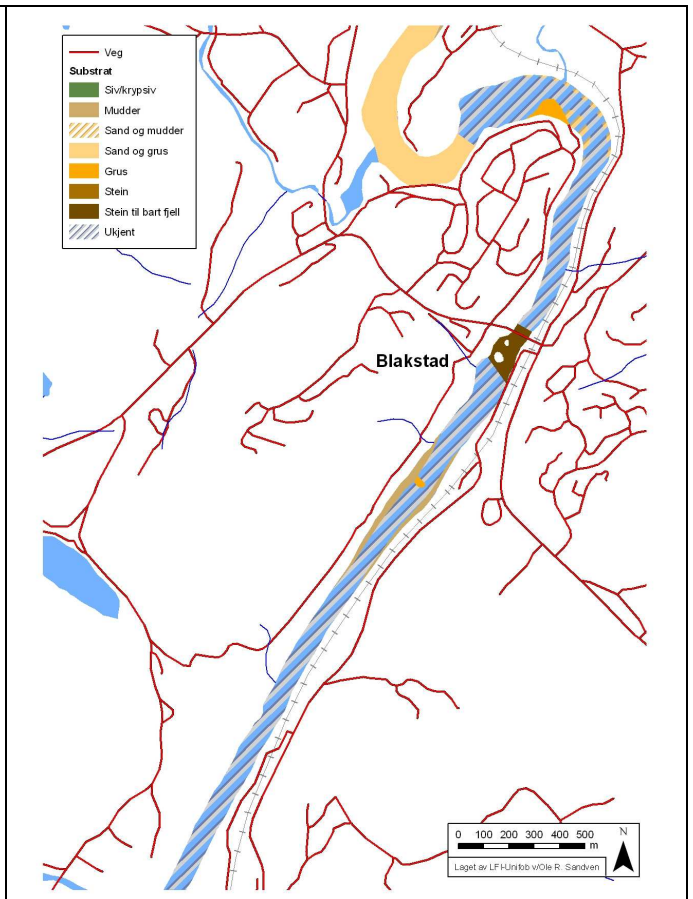 Veg
Substrat
Siv/krypsiv
Mudder
Sand og mudder
Sand og grus
Grus
Stein
Stein til bart fjell
Ukjent
Blakstad
0 100 200 300 400 500
m
N
Laget av LFI-Unifob v/Ole R. Sandven